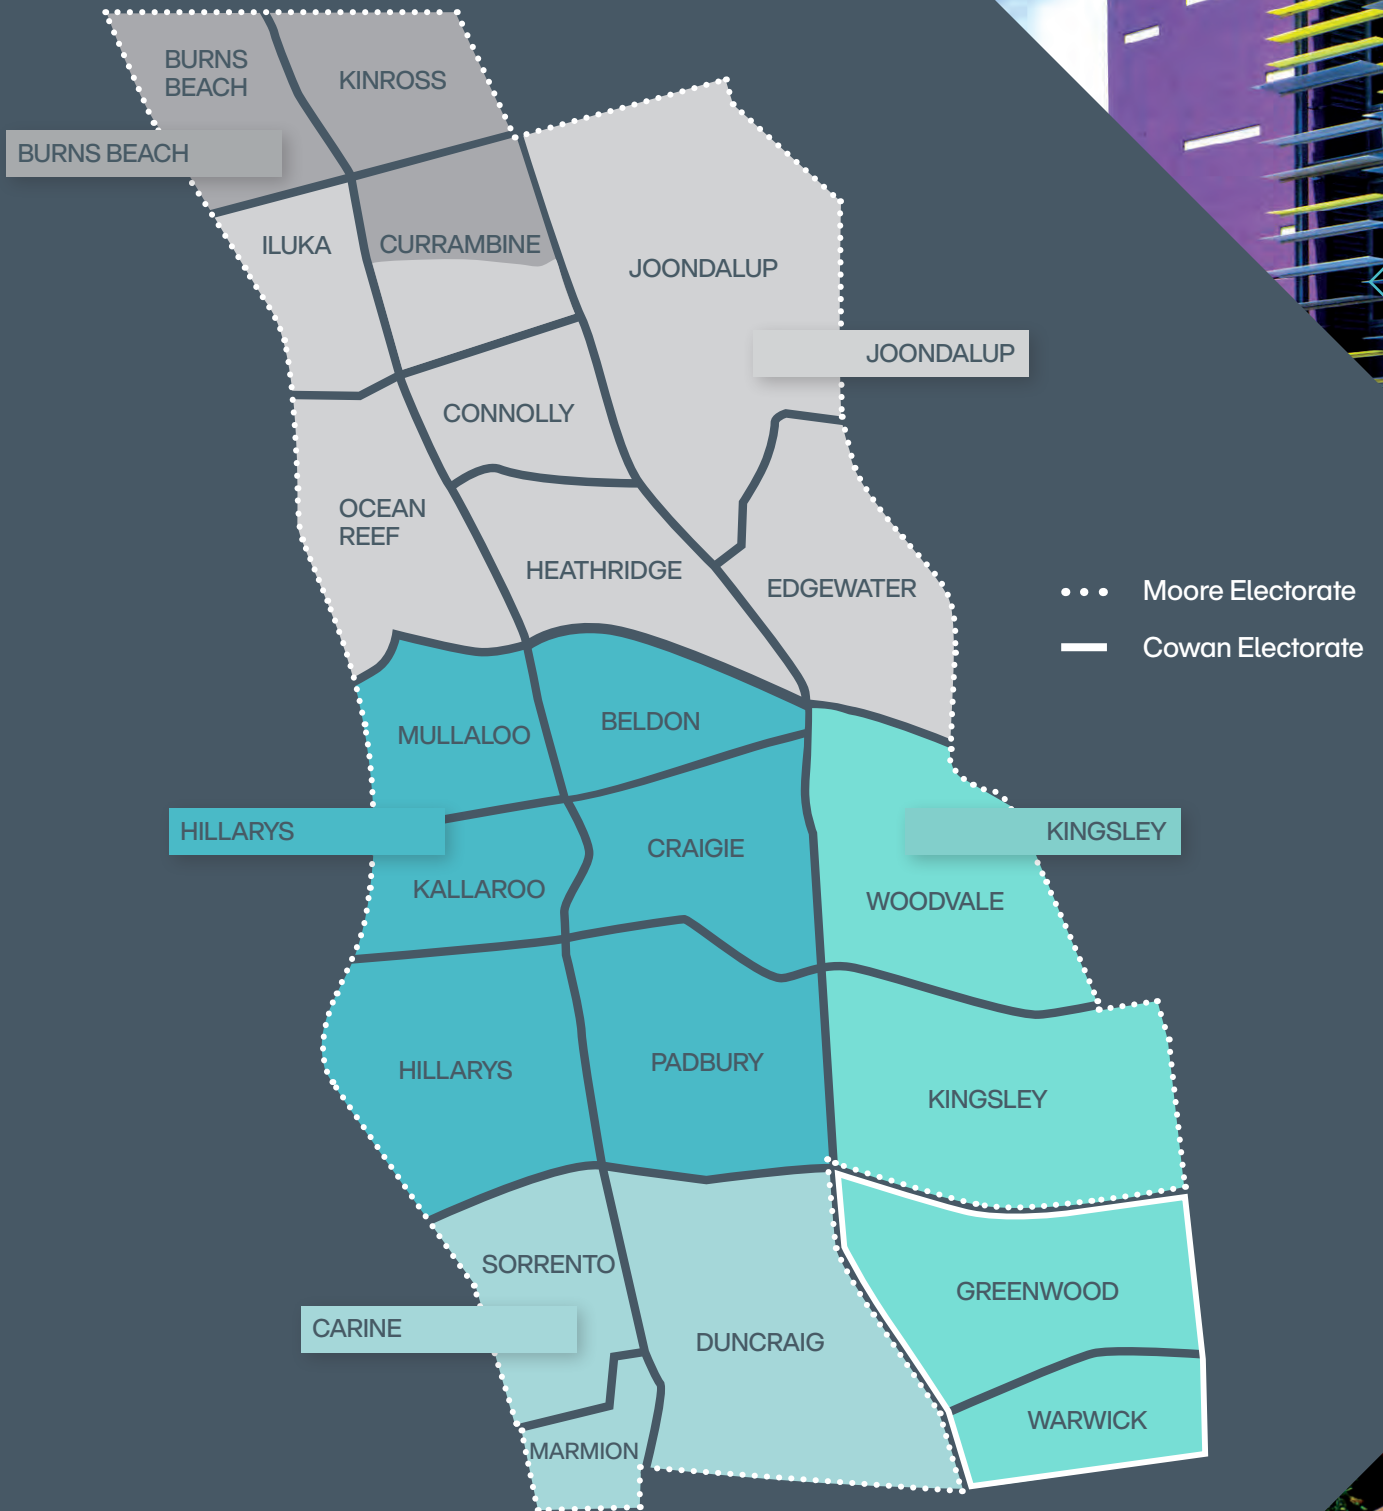 BURNS
BEACH
KINROSS
BURNS BEACH
ILUKA
CURRAMBINE
JOONDALUP
JOONDALUP
CONNOLLY
OCEAN
REEF
HEATHRIDGE
EDGEWATER
Moore Electorate
Cowan Electorate
MULLALOO
BELDON
HILLARYS
KINGSLEY
CRAIGIE
KALLAROO
WOODVALE
HILLARYS
PADBURY
KINGSLEY
SORRENTO
GREENWOOD
CARINE
DUNCRAIG
WARWICK
MARMION